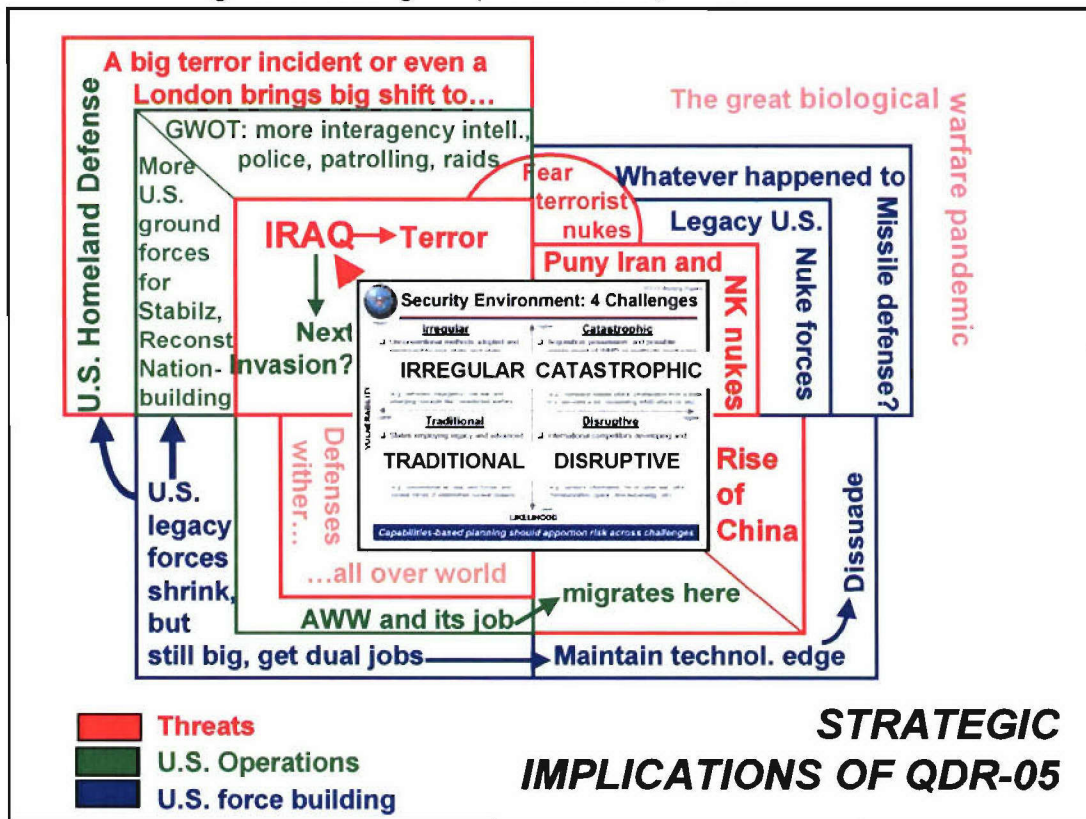 A big terror incident or even a
London brings big shift to…
U.S. Homeland Defense
GWOT: more interagency intell.,
police, patrolling, raids
More
U.S.
ground
forces
for
Stabilz,
Reconst
Nation-
building
IRAQ
Terror
Next
Invasion?
Fear
terrorist
nukes
The great biological
warfare pandemic
Whatever happened to
Missile defense?
Legacy U.S.
Nuke forces
Puny Iran and
NK nukes
Security Environment: 4 Challenges
Irregular
Catastrophic
IRREGULAR
CATASTROPHIC
VULNERABILITY
Traditional
Disruptive
TRADITIONAL
DISRUPTIVE
LIKELIHOOD
Capabilities-based planning should apportion risk across challenges
Defenses
wither…
…all over world
Rise
of
China
U.S.
legacy
forces
shrink,
but
still big, get dual jobs
AWW and its job
migrates here
Maintain technol. edge
Dissuade
Threats
U.S. Operations
U.S. force building
STRATEGIC
IMPLICATIONS OF QDR-05